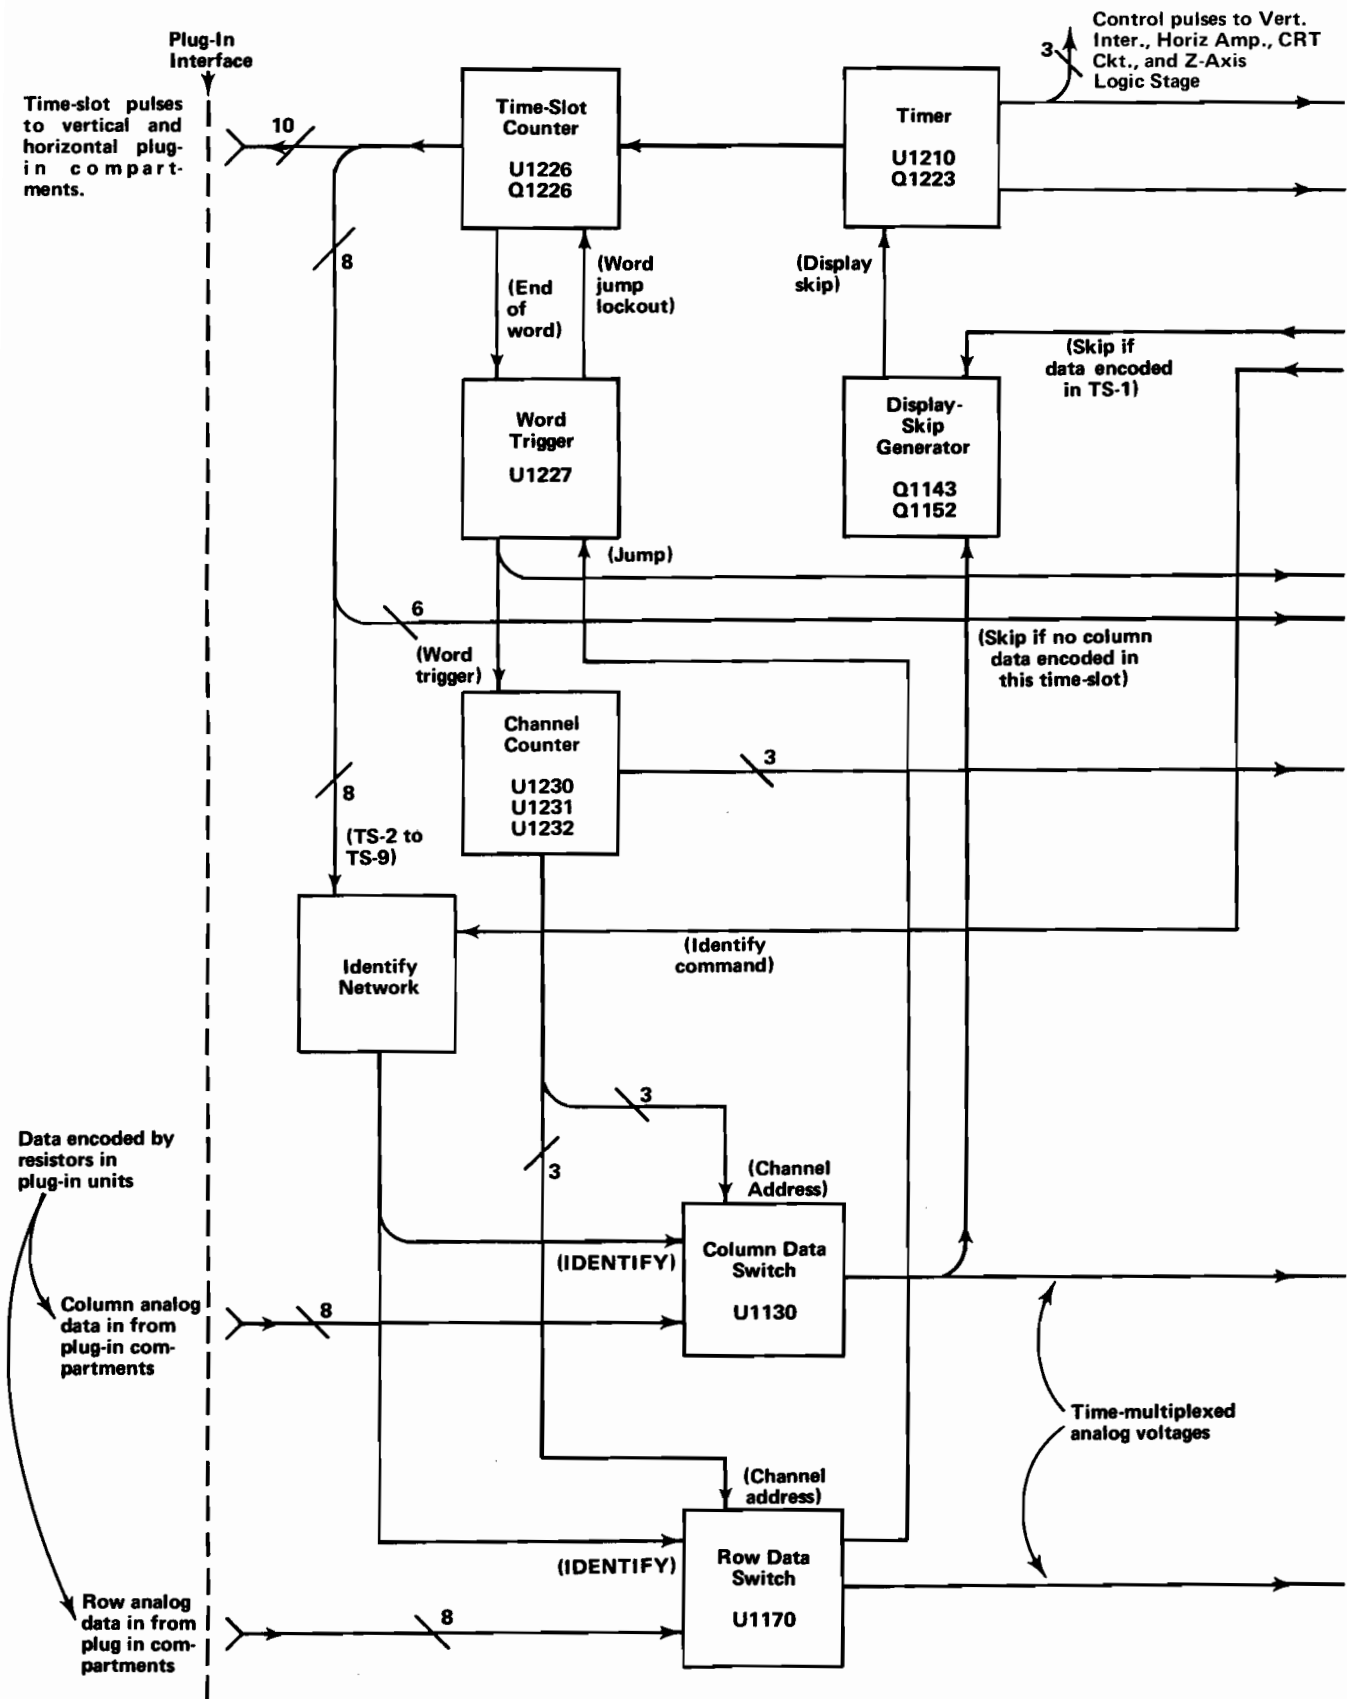 Control pulses to Vert.
Inter., Horiz Amp., CRT
Ckt., and Z-Axis
Logic Stage
3
Plug-In
Interface
Time-slot pulses
to vertical and
horizontal plug-
in compart-
ments.
10
Time-Slot
Counter
U1226
Q1226
Timer
U1210
Q1223
8
(End
of
word)
(Word
jump
lockout)
(Display
skip)
(Skip if
data encoded
in TS-1)
Word
Trigger
U1227
Display-
Skip
Generator
Q1143
Q1152
(Jump)
6
(Word
trigger)
(Skip if no column
data encoded in
this time-slot)
Channel
Counter
U1230
U1231
U1232
3
8
(TS-2 to
TS-9)
Identify
Network
(Identify
command)
3
3
Data encoded by
resistors in
plug-in units
(Channel
Address)
(IDENTIFY)
Column Data
Switch
U1130
Column analog
data in from
plug-in com-
partments
8
Time-multiplexed
analog voltages
(Channel
address)
(IDENTIFY)
Row Data
Switch
U1170
Row analog
data in from
plug in com-
partments
8